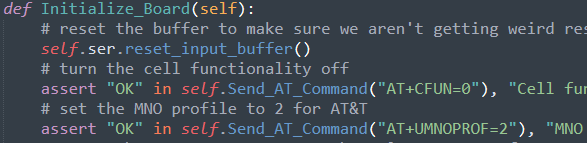 def Initialize_Board(self):
# reset the buffer to make sure we aren't getting weird
self.ser.reset_input_buffer()
# turn the cell functionality off
assert "OK" in self.Send_AT_Command("AT+CFUN=0"), "Cell
# set the MNO profile to 2 for AT&T
assert "OK" in self.Send_AT_Command("AT+UMNOPROF=2"), "MNO